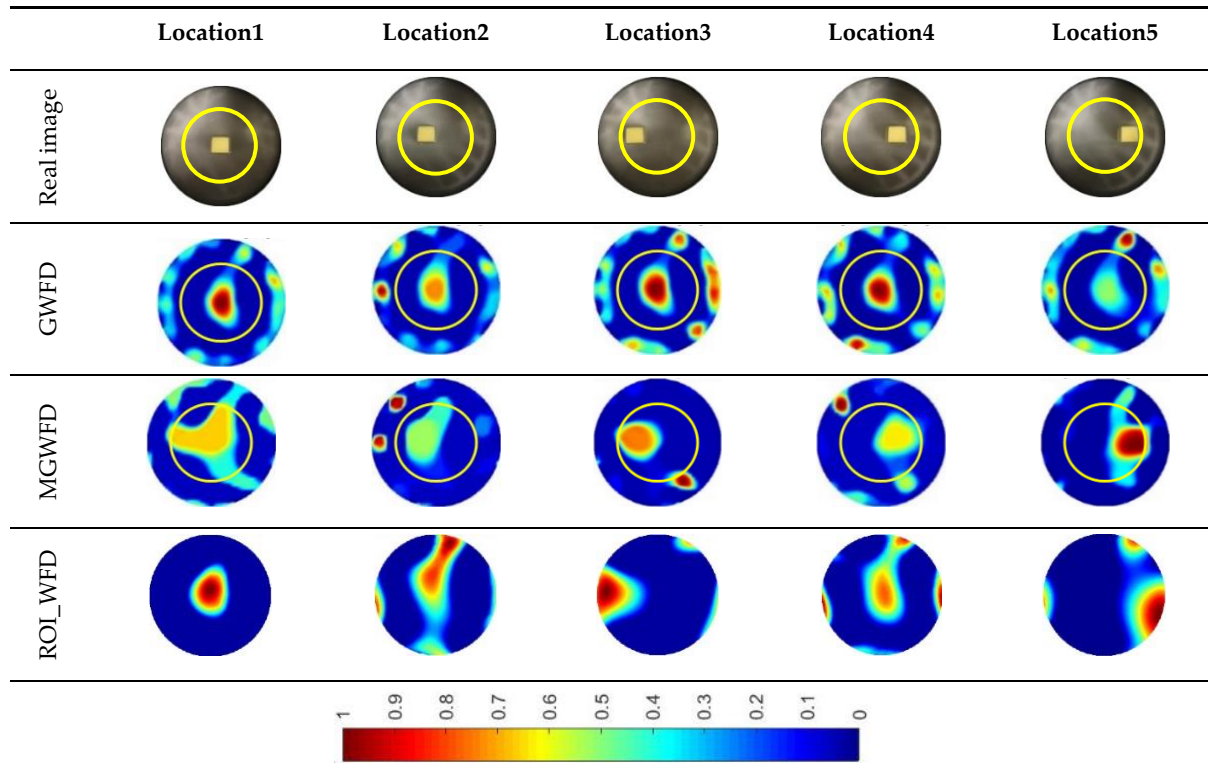 Location1 Location2 Location3 Location4 Location5
Real image
GWFD
MGWFD
ROI_WFD
1 0.9 0.8 0.7 0.6 0.5 0.4 0.3 0.2 0.1 0